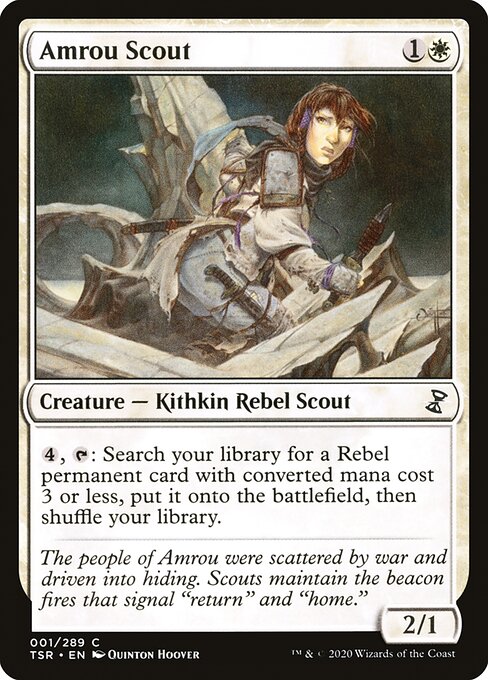 Amrou Scout 1
Creature — Kithkin Rebel Scout
4, : Search your library for a Rebel
permanent card with converted mana cost
3 or less, put it onto the battlefield, then
shuffle your library.
The people of Amrou were scattered by war and
driven into hiding. Scouts maintain the beacon
fires that signal “return” and “home.”
2/1
001/289 C
TSR • EN Quinton Hoover
™ & © 2020 Wizards of the Coast